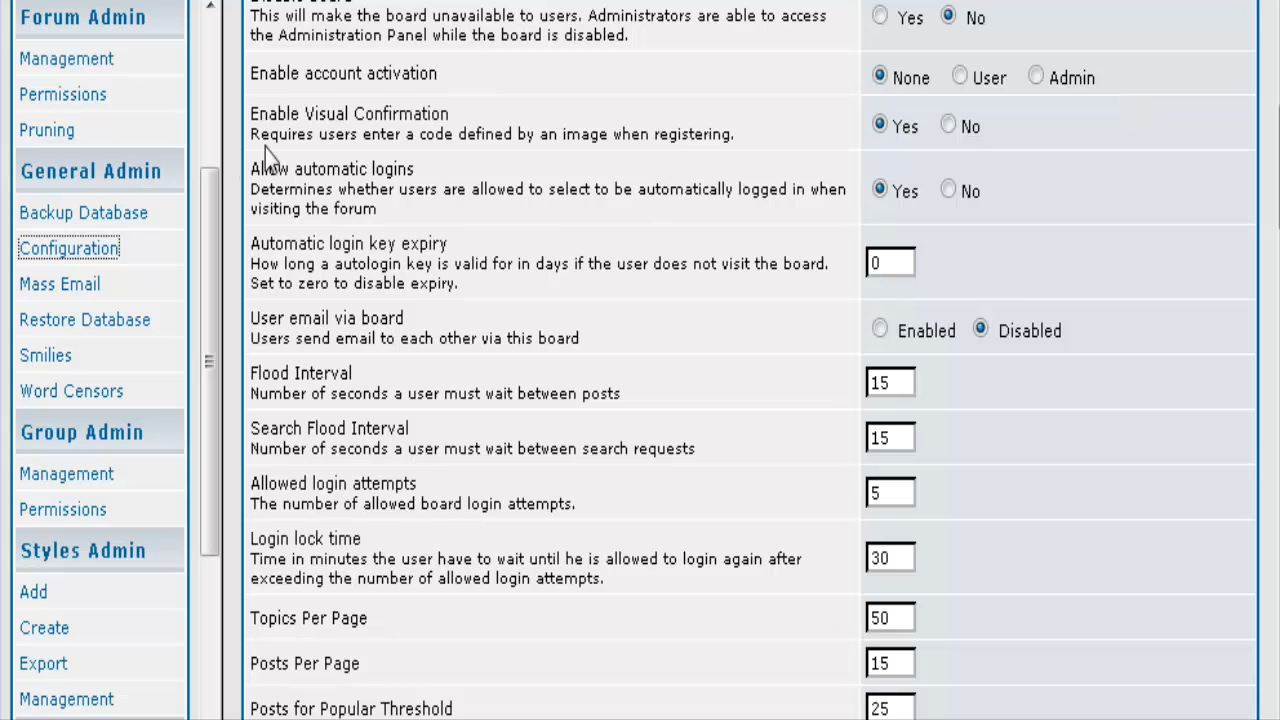 Forum Admin
Management
Permissions
Pruning
General Admin
Backup Database
Configuration
Mass Email
Restore Database
Smilies
Word Censors
Group Admin
Management
Permissions
Styles Admin
Add
Create
Export
Management
This will make the board unavailable to users. Administrators are able to access
the Administration Panel while the board is disabled.
Yes No
Enable account activation
None User Admin
Enable Visual Confirmation
Requires users enter a code defined by an image when registering.
Yes No
Allow automatic logins
Determines whether users are allowed to select to be automatically logged in when
visiting the forum
Yes No
Automatic login key expiry
How long a autologin key is valid for in days if the user does not visit the board.
Set to zero to disable expiry.
0
User email via board
Users send email to each other via this board
Enabled Disabled
Flood Interval
Number of seconds a user must wait between posts
15
Search Flood Interval
Number of seconds a user must wait between search requests
15
Allowed login attempts
The number of allowed board login attempts.
5
Login lock time
Time in minutes the user have to wait until he is allowed to login again after
exceeding the number of allowed login attempts.
30
Topics Per Page
50
Posts Per Page
15
Posts for Popular Threshold
25